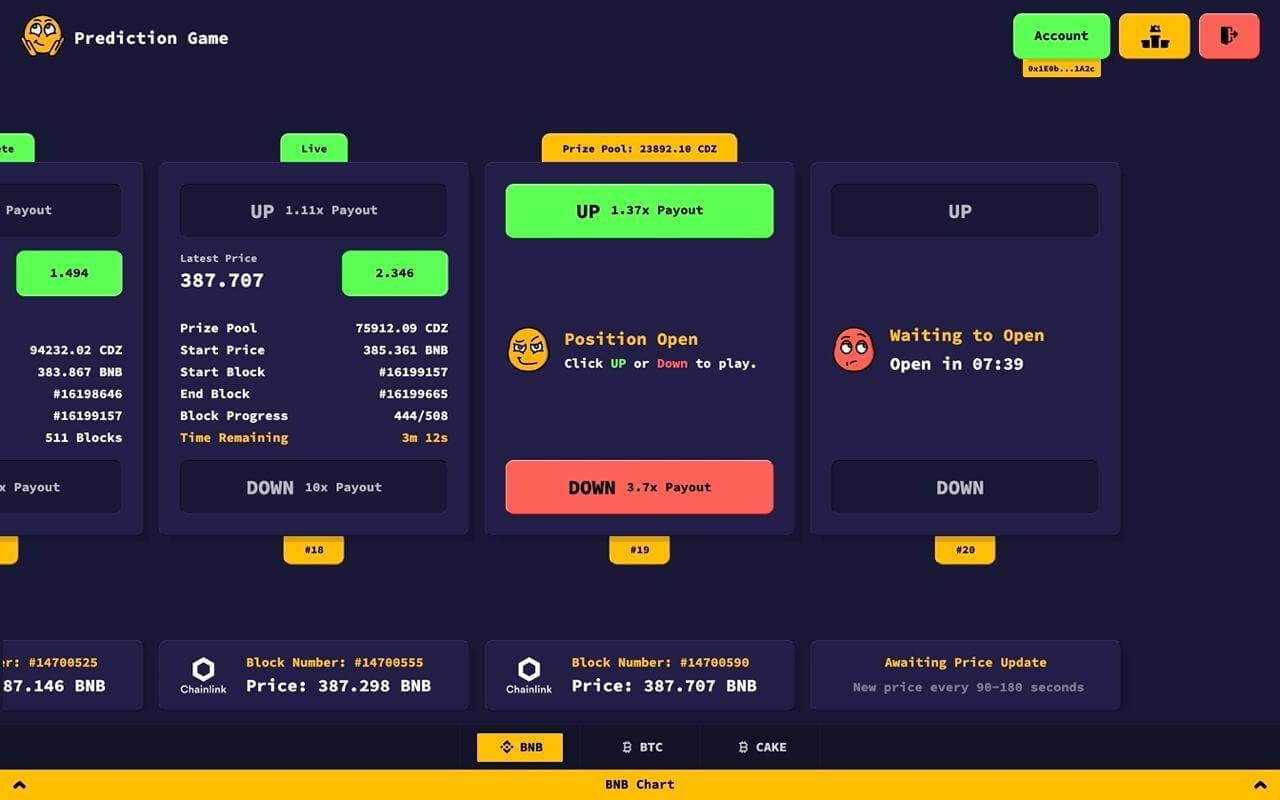 Prediction Game
Account
0x1E0b...1A2c
Live
Prize Pool: 23892.10 CDZ
Payout
1.494
94232.02 CDZ
383.867 BNB
#16198646
#16199157
511 Blocks
x Payout
UP 1.11x Payout
Latest Price
387.707
2.346
Prize Pool 75912.09 CDZ
Start Price 385.361 BNB
Start Block #16199157
End Block #16199665
Block Progress 444/508
Time Remaining 3m 12s
DOWN 10x Payout
#18
UP 1.37x Payout
Position Open
Click UP or Down to play.
DOWN 3.7x Payout
#19
UP
Waiting to Open
Open in 07:39
DOWN
#20
#14700525
87.146 BNB
Chainlink
Block Number: #14700555
Price: 387.298 BNB
Chainlink
Block Number: #14700590
Price: 387.707 BNB
Awaiting Price Update
New price every 90-180 seconds
BNB
BTC
CAKE
BNB Chart